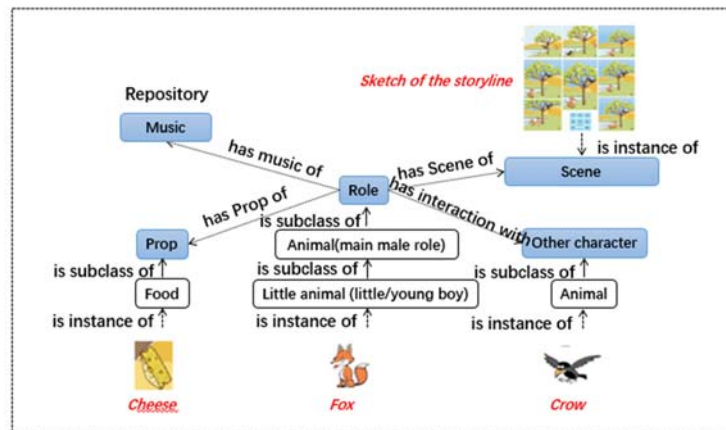 Sketch of the storyline
Repository
Music
is instance of
has music of
has Scene of
Scene
Role
has interaction with
has Prop of
is subclass of
Prop
Animal(main male role)
Other character
is subclass of
is subclass of
is subclass of
Food
Little animal (little/young boy)
Animal
is instance of
is instance of
is instance of
Cheese
Fox
Crow